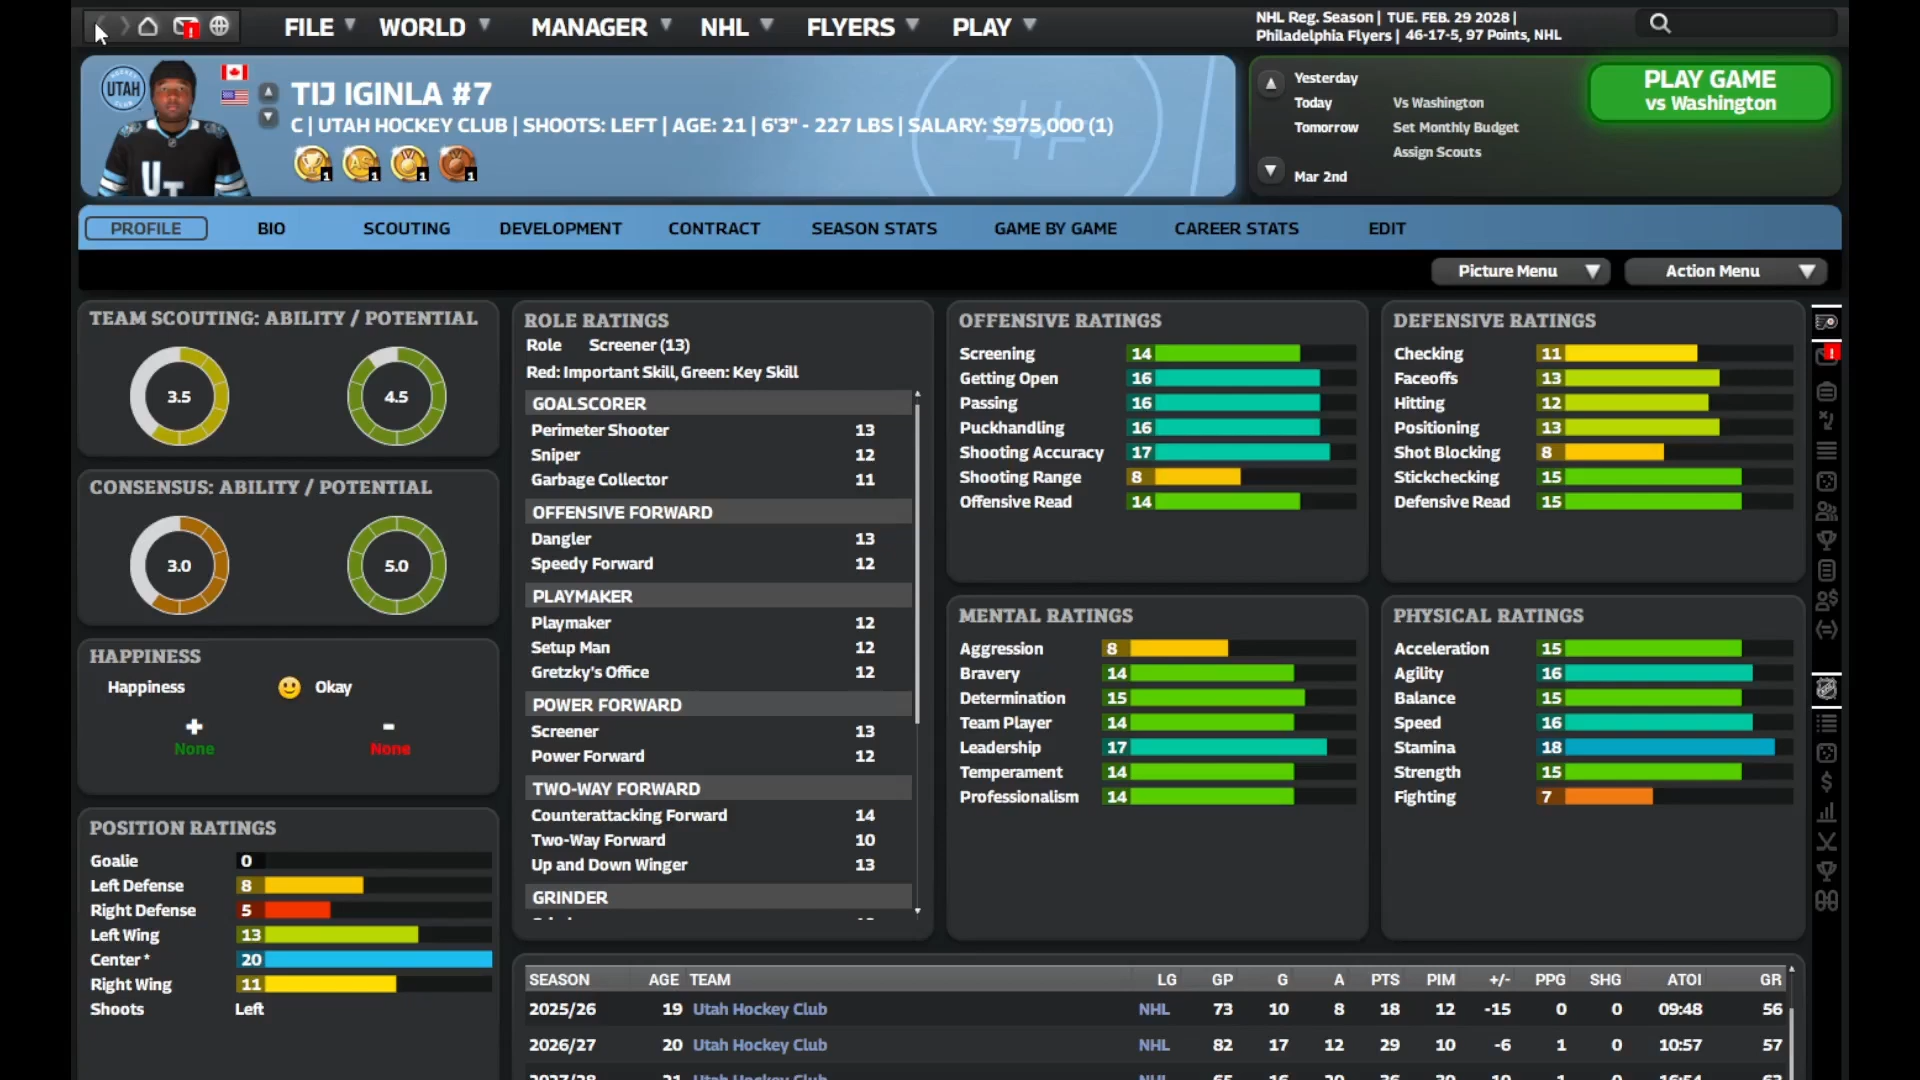 FILE WORLD MANAGER NHL FLYERS PLAY
NHL Reg. Season | TUE. FEB. 29 2028 |
Philadelphia Flyers | 46-17-5, 97 Points, NHL
UTAH
TIJ IGINLA #7
C | UTAH HOCKEY CLUB | SHOOTS: LEFT | AGE: 21 | 6'3" - 227 LBS | SALARY: $975,000 (1)
1 AS 1 1 1
UT
Yesterday
Today Vs Washington
Tomorrow Set Monthly Budget
Assign Scouts
Mar 2nd
PLAY GAME
vs Washington
PROFILE BIO SCOUTING DEVELOPMENT CONTRACT SEASON STATS GAME BY GAME CAREER STATS EDIT
Picture Menu Action Menu
TEAM SCOUTING: ABILITY / POTENTIAL
3.5 4.5
CONSENSUS: ABILITY / POTENTIAL
3.0 5.0
HAPPINESS
Happiness Okay
+ -
None None
POSITION RATINGS
Goalie 0
Left Defense 8
Right Defense 5
Left Wing 13
Center * 20
Right Wing 11
Shoots Left
ROLE RATINGS
Role Screener (13)
Red: Important Skill, Green: Key Skill
GOALSCORER
Perimeter Shooter 13
Sniper 12
Garbage Collector 11
OFFENSIVE FORWARD
Dangler 13
Speedy Forward 12
PLAYMAKER
Playmaker 12
Setup Man 12
Gretzky's Office 12
POWER FORWARD
Screener 13
Power Forward 12
TWO-WAY FORWARD
Counterattacking Forward 14
Two-Way Forward 10
Up and Down Winger 13
GRINDER
OFFENSIVE RATINGS
Screening 14
Getting Open 16
Passing 16
Puckhandling 16
Shooting Accuracy 17
Shooting Range 8
Offensive Read 14
DEFENSIVE RATINGS
Checking 11
Faceoffs 13
Hitting 12
Positioning 13
Shot Blocking 8
Stickchecking 15
Defensive Read 15
MENTAL RATINGS
Aggression 8
Bravery 14
Determination 15
Team Player 14
Leadership 17
Temperament 14
Professionalism 14
PHYSICAL RATINGS
Acceleration 15
Agility 16
Balance 15
Speed 16
Stamina 18
Strength 15
Fighting 7
SEASON AGE TEAM LG GP G A PTS PIM +/- PPG SHG ATOI GR
2025/26 19 Utah Hockey Club NHL 73 10 8 18 12 -15 0 0 09:48 56
2026/27 20 Utah Hockey Club NHL 82 17 12 29 10 -6 1 0 10:57 57